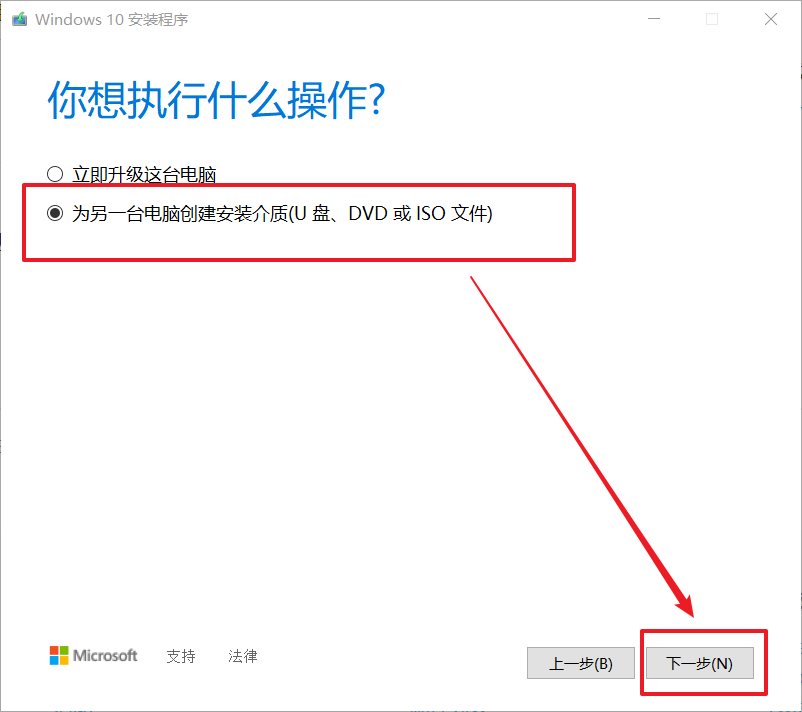 Windows 10 安装程序
你想执行什么操作?
立即升级这台电脑
为另一台电脑创建安装介质(U 盘、DVD 或 ISO 文件)
Microsoft 支持 法律 上一步(B) 下一步(N)